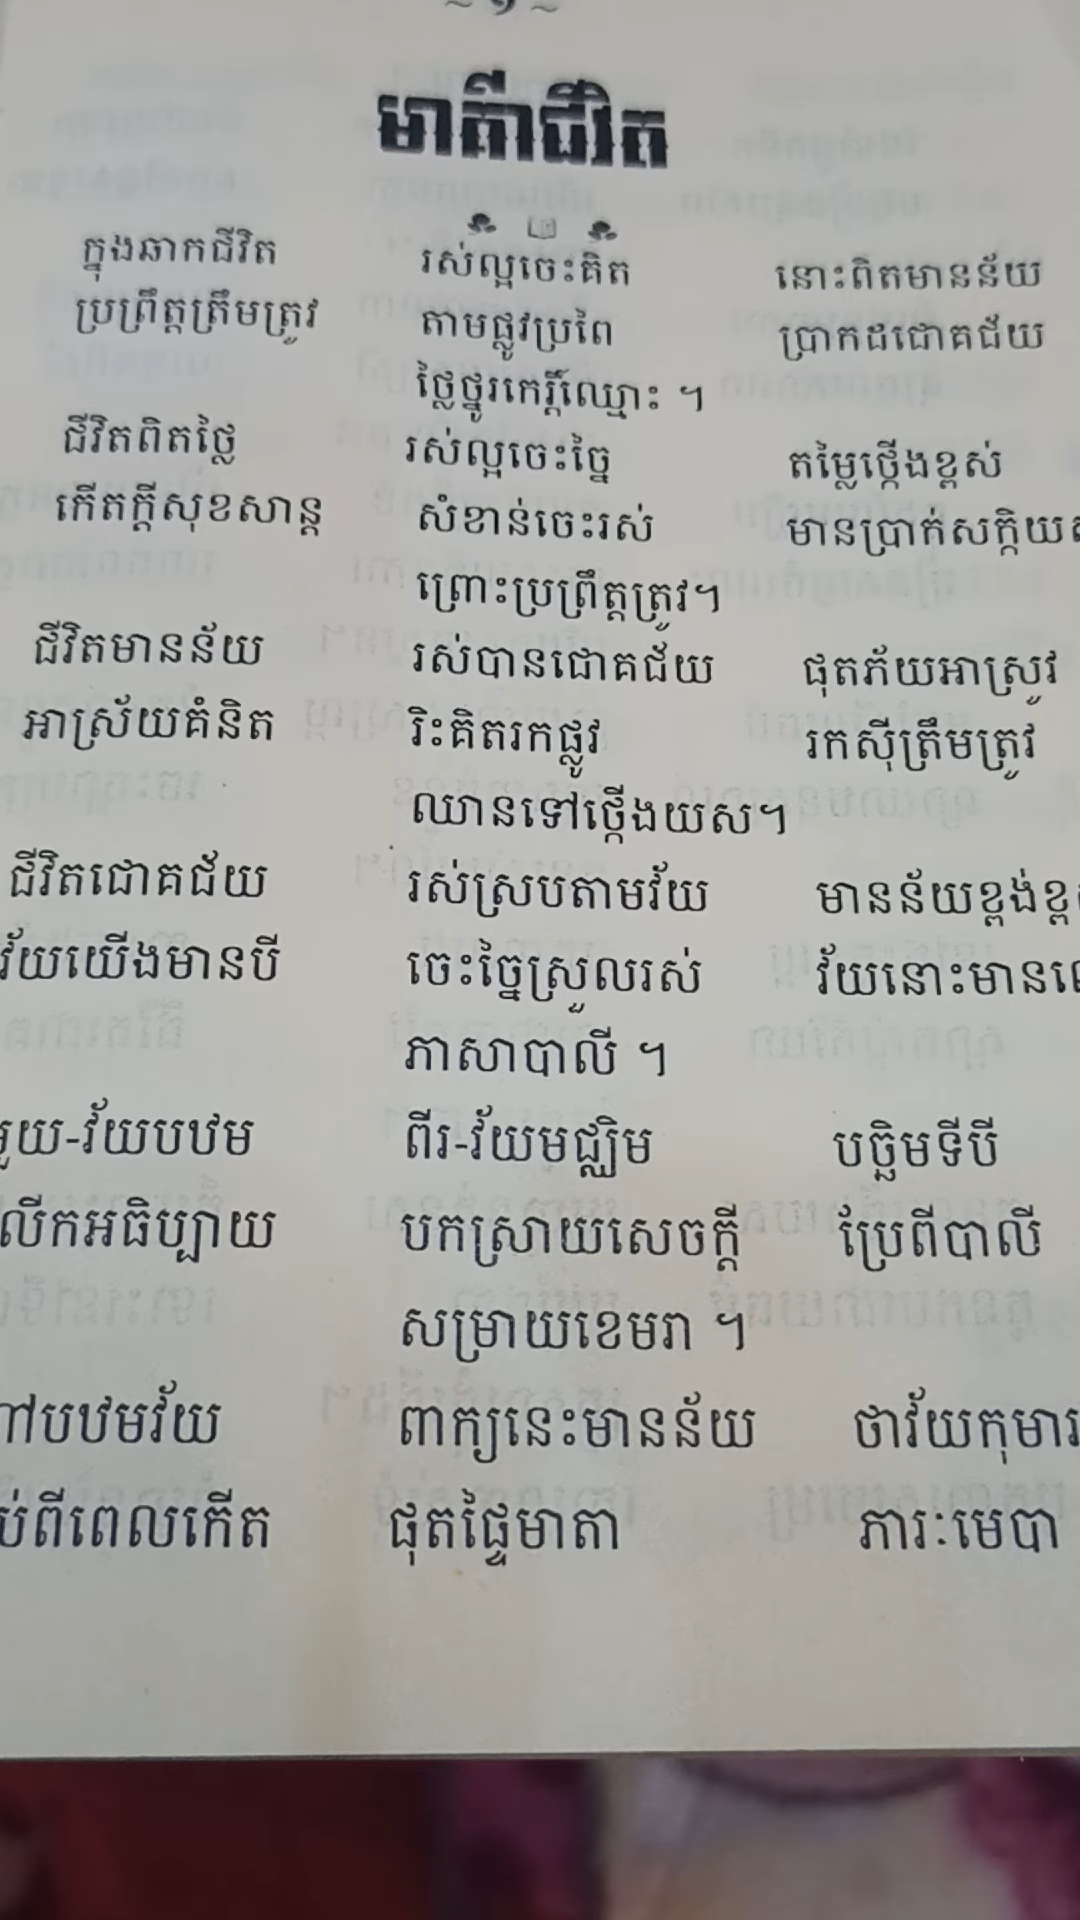 ~ ១ ~
មាគ៌ាជីវិត
ក្នុងឆាកជីវិត រស់ល្អចេះគិត នោះពិតមានន័យ
ប្រព្រឹត្តត្រឹមត្រូវ តាមផ្លូវប្រពៃ ប្រាកដជោគជ័យ
ថ្លៃថ្នូរកេរ្តិ៍ឈ្មោះ ។
ជីវិតពិតថ្លៃ រស់ល្អចេះច្នៃ តម្លៃថ្កើងខ្ពស់
កើតក្តីសុខសាន្ត សំខាន់ចេះរស់ មានប្រាក់សក្តិយស
ព្រោះប្រព្រឹត្តត្រូវ។
ជីវិតមានន័យ រស់បានជោគជ័យ ផុតភ័យអាស្រូវ
អាស្រ័យគំនិត រិះគិតរកផ្លូវ រកស៊ីត្រឹមត្រូវ
ឈានទៅថ្កើងយស។
ជីវិតជោគជ័យ រស់ស្របតាមវ័យ មានន័យខ្ពង់
វ័យយើងមានបី ចេះច្នៃស្រួលរស់ វ័យនោះមាន
ភាសាបាលី ។
មួយ-វ័យបឋម ពីរ-វ័យមជ្ឈិម បច្ឆិមទីបី
លើកអធិប្បាយ បកស្រាយសេចក្តី ប្រែពីបាលី
សម្រាយខេមរា ។
បឋមវ័យ ពាក្យនេះមានន័យ ថាវ័យកុមារ
ពីពេលកើត ផុតផ្ទៃមាតា ភារៈមេបា